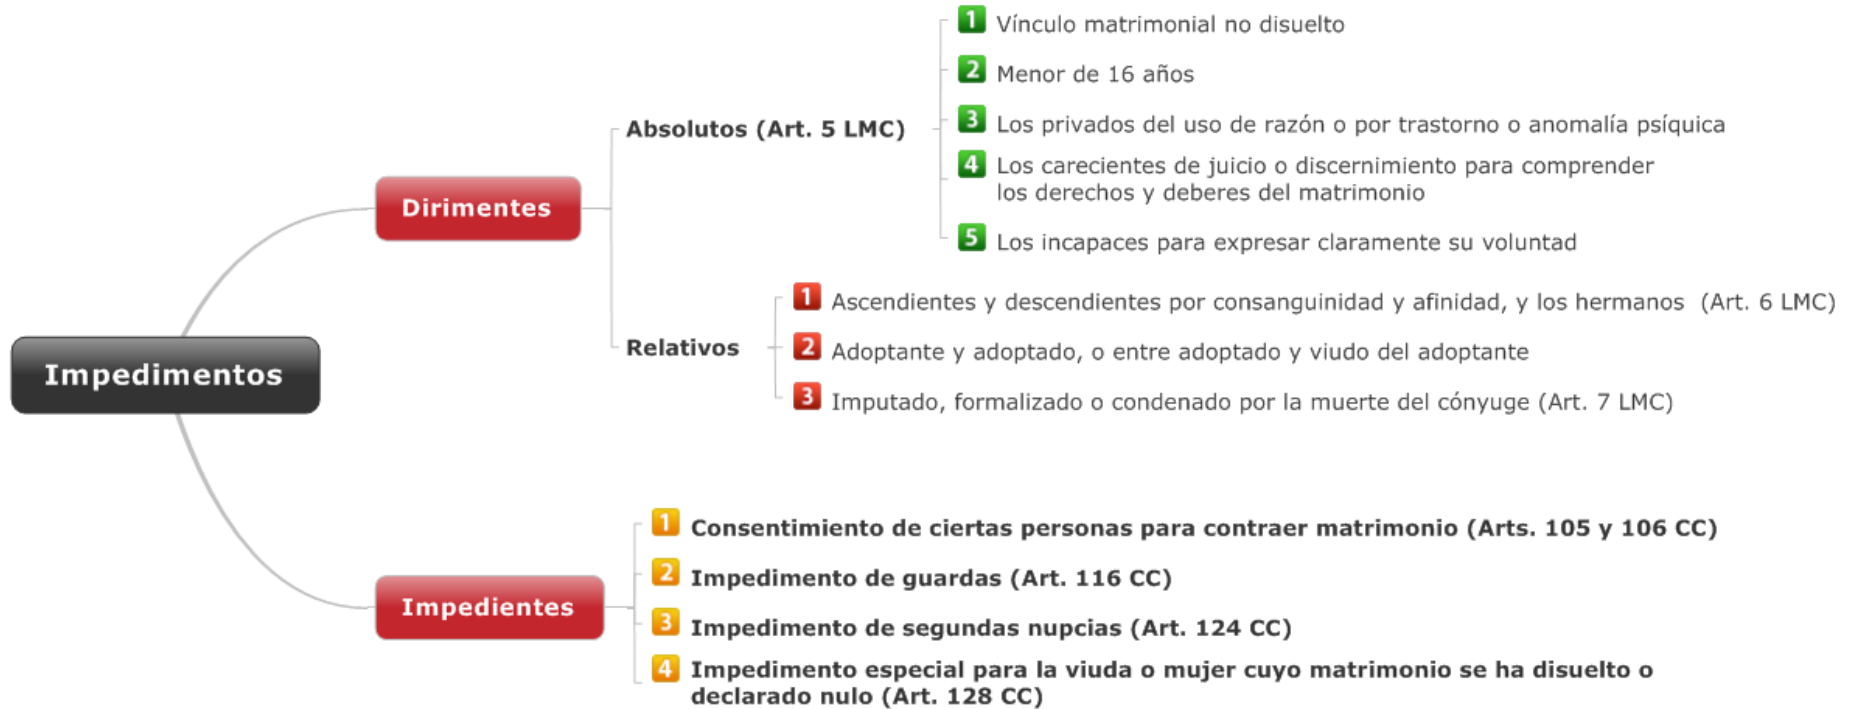 Impedimentos
Dirimentes
Absolutos (Art. 5 LMC)
1 Vínculo matrimonial no disuelto
2 Menor de 16 años
3 Los privados del uso de razón o por trastorno o anomalía psíquica
4 Los carecientes de juicio o discernimiento para comprender
los derechos y deberes del matrimonio
5 Los incapaces para expresar claramente su voluntad
Relativos
1 Ascendientes y descendientes por consanguinidad y afinidad, y los hermanos (Art. 6 LMC)
2 Adoptante y adoptado, o entre adoptado y viudo del adoptante
3 Imputado, formalizado o condenado por la muerte del cónyuge (Art. 7 LMC)
Impedientes
1 Consentimiento de ciertas personas para contraer matrimonio (Arts. 105 y 106 CC)
2 Impedimento de guardas (Art. 116 CC)
3 Impedimento de segundas nupcias (Art. 124 CC)
4 Impedimento especial para la viuda o mujer cuyo matrimonio se ha disuelto o
declarado nulo (Art. 128 CC)